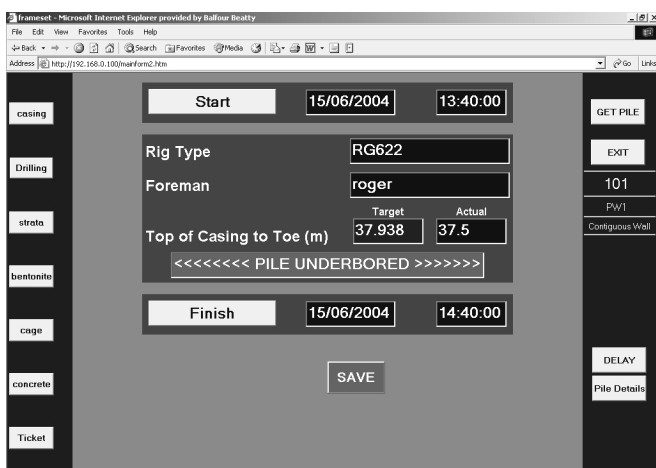 frameset - Microsoft Internet Explorer provided by Balfour Beatty
File Edit View Favorites Tools Help
Back Search Favorites Media
Address http://192.168.0.100/mainform2.htm Go Links
casing
Drilling
strata
bentonite
cage
concrete
Ticket
Start 15/06/2004 13:40:00
Rig Type RG622
Foreman roger
Target Actual
Top of Casing to Toe (m) 37.938 37.5
<<<<<<<< PILE UNDERBORED >>>>>>>
Finish 15/06/2004 14:40:00
SAVE
GET PILE
EXIT
101
PW1
Contiguous Wall
DELAY
Pile Details